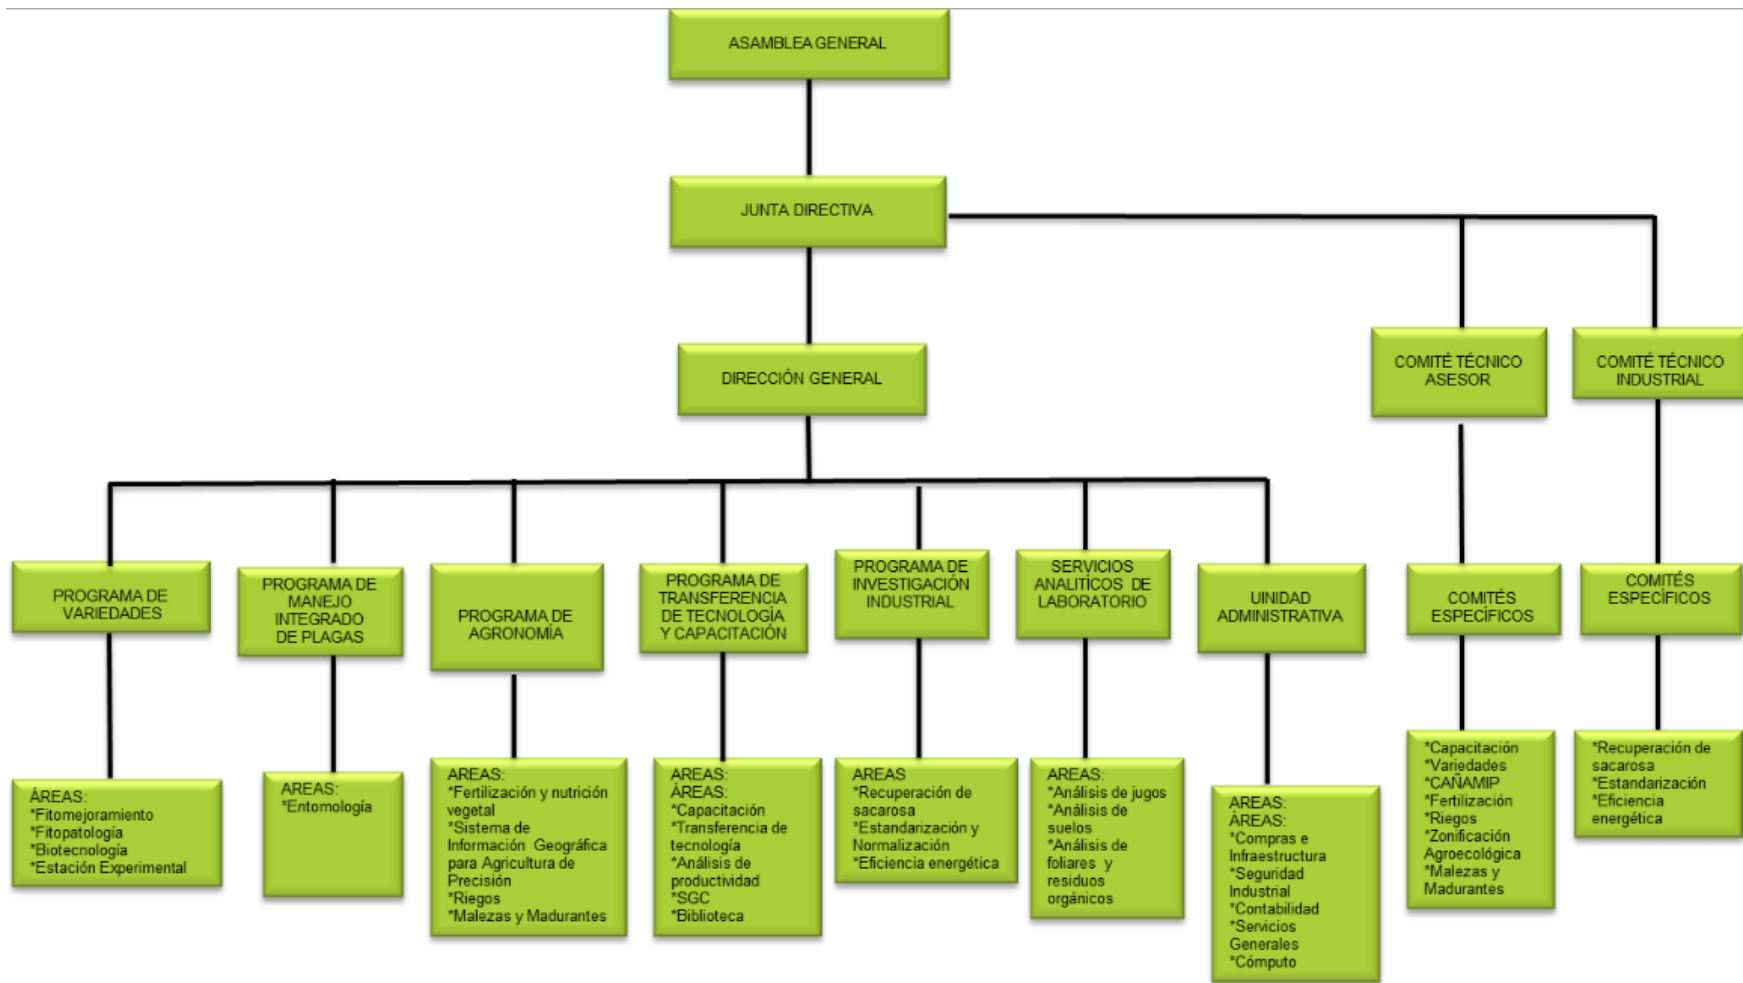 ASAMBLEA GENERAL
JUNTA DIRECTIVA
DIRECCIÓN GENERAL
COMITÉ TÉCNICO
ASESOR
COMITÉ TÉCNICO
INDUSTRIAL
PROGRAMA DE
VARIEDADES
PROGRAMA DE
MANEJO
INTEGRADO
DE PLAGAS
PROGRAMA DE
AGRONOMÍA
PROGRAMA DE
TRANSFERENCIA
DE TECNOLOGÍA
Y CAPACITACIÓN
PROGRAMA DE
INVESTIGACIÓN
INDUSTRIAL
SERVICIOS
ANALITÍCOS DE
LABORATORIO
UINIDAD
ADMINISTRATIVA
COMITÉS
ESPECÍFICOS
COMITÉS
ESPECÍFICOS
ÁREAS:
*Fitomejoramiento
*Fitopatología
*Biotecnología
*Estación Experimental
AREAS:
*Entomología
AREAS:
*Fertilización y nutrición
vegetal
*Sistema de
Información Geográfica
para Agricultura de
Precisión
*Riegos
*Malezas y Madurantes
AREAS:
ÁREAS:
*Capacitación
*Transferencia de
tecnología
*Análisis de
productividad
*SGC
*Biblioteca
AREAS
*Recuperación de
sacarosa
*Estandarización y
Normalización
*Eficiencia energética
AREAS:
*Análisis de jugos
*Análisis de
suelos
*Análisis de
foliares y
residuos
orgánicos
AREAS:
ÁREAS:
*Compras e
Infraestructura
*Seguridad
Industrial
*Contabilidad
*Servicios
Generales
*Cómputo
*Capacitación
*Variedades
*CAÑAMIP
*Fertilización
*Riegos
*Zonificación
Agroecológica
*Malezas y
Madurantes
*Recuperación de
sacarosa
*Estandarización
*Eficiencia
energética